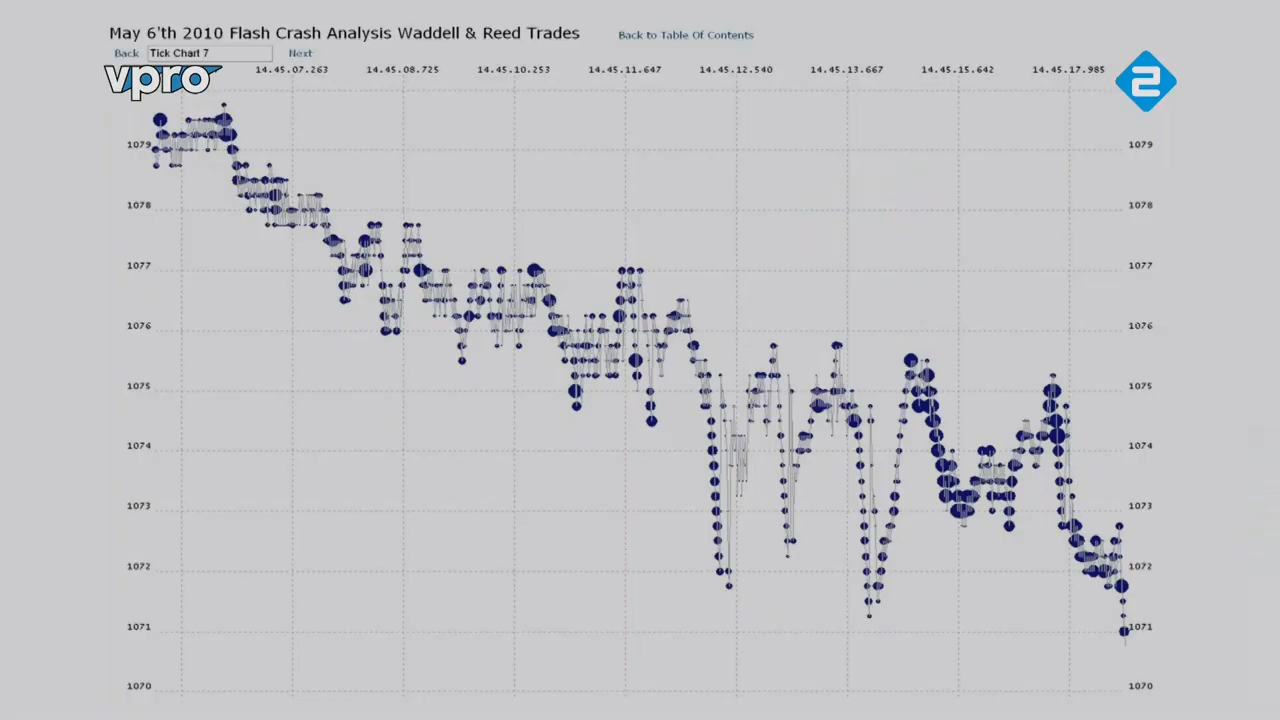 May 6'th 2010 Flash Crash Analysis Waddell & Reed Trades Back to Table Of Contents
Back Tick Chart 7 Next
vpro
2
14.45.07.263 14.45.08.725 14.45.10.253 14.45.11.647 14.45.12.540 14.45.13.667 14.45.15.642 14.45.17.985
1079 1079
1078 1078
1077 1077
1076 1076
1075 1075
1074 1074
1073 1073
1072 1072
1071 1071
1070 1070